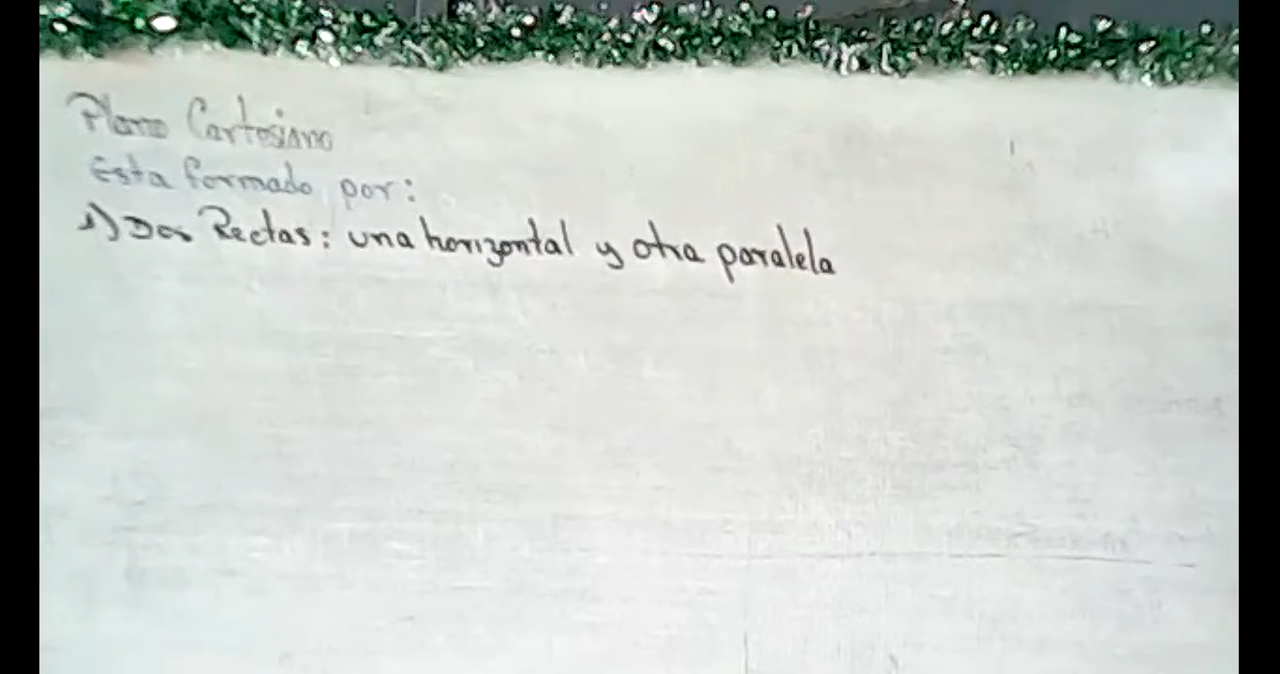 Plano Cartesiano
Esta formado por:
1) Dos Rectas: una horizontal y otra paralela